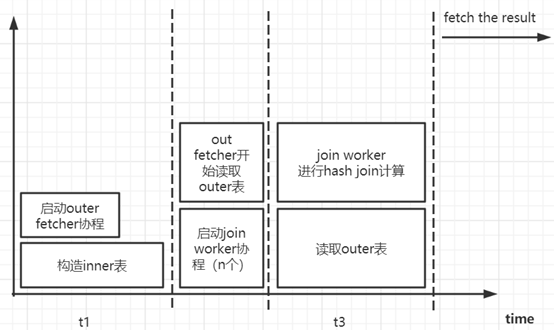 fetch the result
out
fetcher开
始读取
outer表
join worker
进行hash join计算
启动outer
fetcher协程
构造inner表
启动join
worker协
程（n个）
读取outer表
t1
t3
time